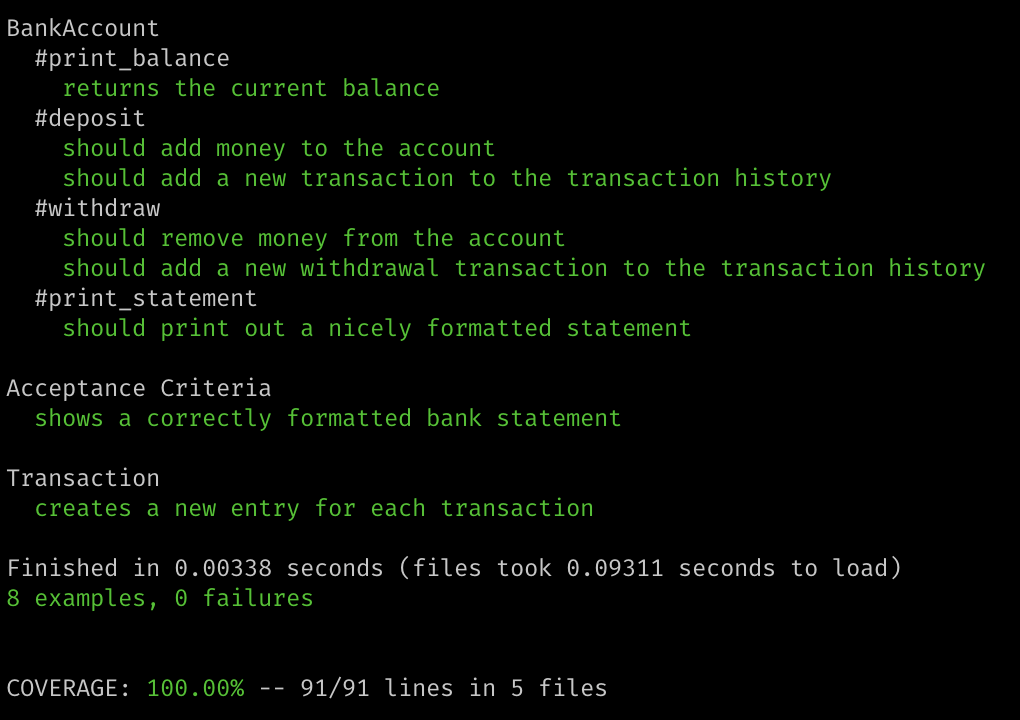 BankAccount
  #print_balance
    returns the current balance
  #deposit
    should add money to the account
    should add a new transaction to the transaction history
  #withdraw
    should remove money from the account
    should add a new withdrawal transaction to the transaction history
  #print_statement
    should print out a nicely formatted statement

Acceptance Criteria
  shows a correctly formatted bank statement

Transaction
  creates a new entry for each transaction

Finished in 0.00338 seconds (files took 0.09311 seconds to load)
8 examples, 0 failures


COVERAGE: 100.00% -- 91/91 lines in 5 files